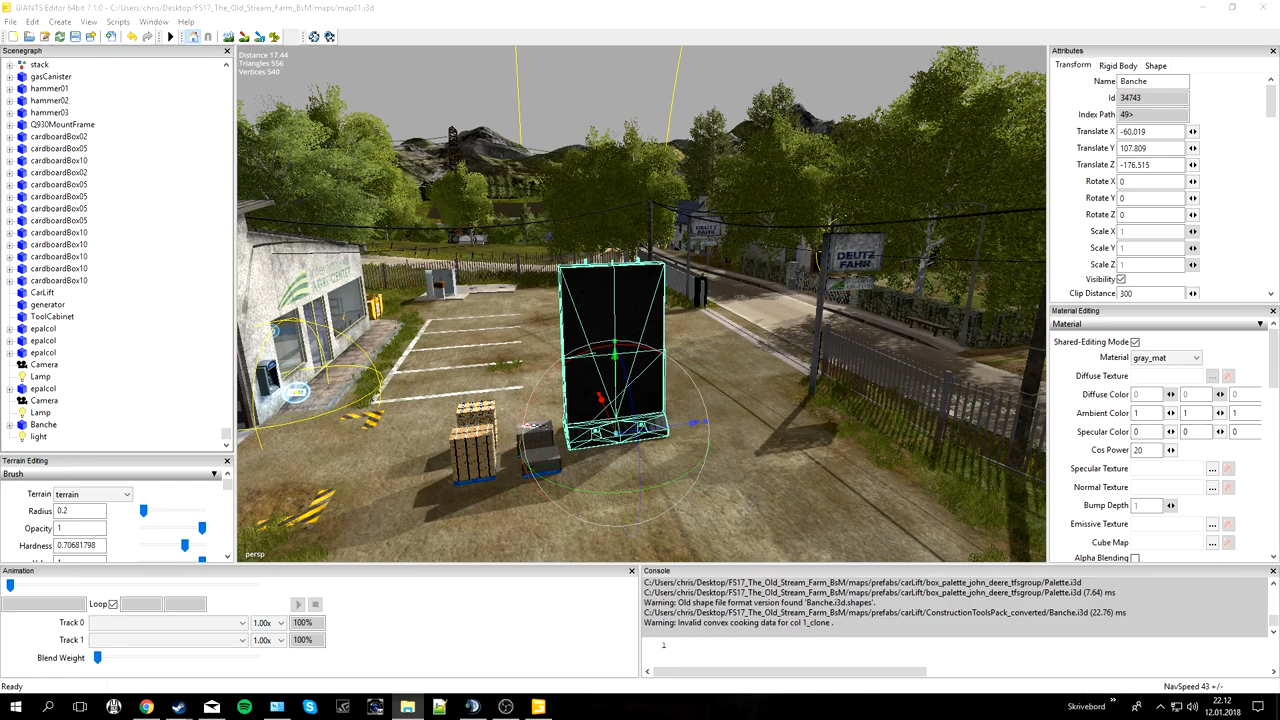 GIANTS Editor 64bit 7.1.0 - C:/Users/chris/Desktop/FS17_The_Old_Stream_Farm_BsM/maps/map01.i3d
File Edit Create View Scripts Window Help
Scenegraph
stack
gasCanister
hammer01
hammer02
hammer03
Q930MountFrame
cardboardBox02
cardboardBox05
cardboardBox10
cardboardBox02
cardboardBox05
cardboardBox05
cardboardBox05
cardboardBox05
cardboardBox10
cardboardBox10
cardboardBox10
cardboardBox10
cardboardBox10
CarLift
generator
ToolCabinet
epalcol
epalcol
epalcol
Camera
Lamp
epalcol
Camera
Lamp
Banche
light
Distance 17.44
Triangles 556
Vertices 540
DEUTZ
FAHR
DEUTZ
FAHR
persp
Attributes
Transform Rigid Body Shape
Name Banche
Id 34743
Index Path 49>
Translate X -60.019
Translate Y 107.809
Translate Z -176.515
Rotate X 0
Rotate Y 0
Rotate Z 0
Scale X 1
Scale Y 1
Scale Z 1
Visibility
Clip Distance 300
Material Editing
Material
Shared-Editing Mode
Material gray_mat
Diffuse Texture ...
Diffuse Color 0 0 0
Ambient Color 1 1 1
Specular Color 0 0 0
Cos Power 20
Specular Texture ...
Normal Texture ...
Bump Depth 1
Emissive Texture ...
Cube Map ...
Alpha Blending
Terrain Editing
Brush
Terrain terrain
Radius 0.2
Opacity 1
Hardness 0.70681798
Animation
Loop
Track 0 1.00x 100%
Track 1 1.00x 100%
Blend Weight
Console
C:/Users/chris/Desktop/FS17_The_Old_Stream_Farm_BsM/maps/prefabs/carLift/box_palette_john_deere_tfsgroup/Palette.i3d
C:/Users/chris/Desktop/FS17_The_Old_Stream_Farm_BsM/maps/prefabs/carLift/box_palette_john_deere_tfsgroup/Palette.i3d (7.64) ms
Warning: Old shape file format version found 'Banche.i3d.shapes'.
C:/Users/chris/Desktop/FS17_The_Old_Stream_Farm_BsM/maps/prefabs/carLift/ConstructionToolsPack_converted/Banche.i3d (22.76) ms
Warning: Invalid convex cooking data for col 1_clone .
1
Ready
NavSpeed 43 +/-
Skrivebord
22.12
12.01.2018